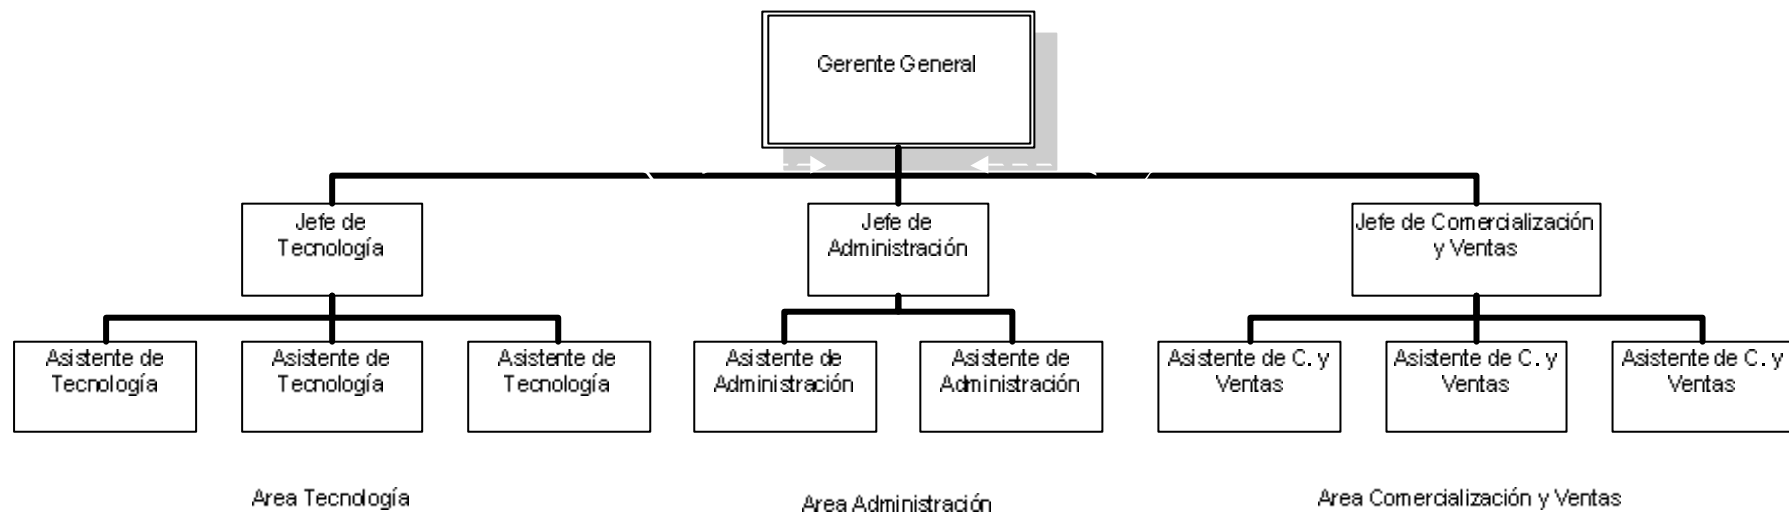 Gerente General
Jefe de
Tecnología
Jefe de
Administración
Jefe de Comercialización
y Ventas
Asistente de
Tecnología
Asistente de
Tecnología
Asistente de
Tecnología
Asistente de
Administración
Asistente de
Administración
Asistente de C. y
Ventas
Asistente de C. y
Ventas
Asistente de C. y
Ventas
Area Tecnología
Area Administración
Area Comercialización y Ventas